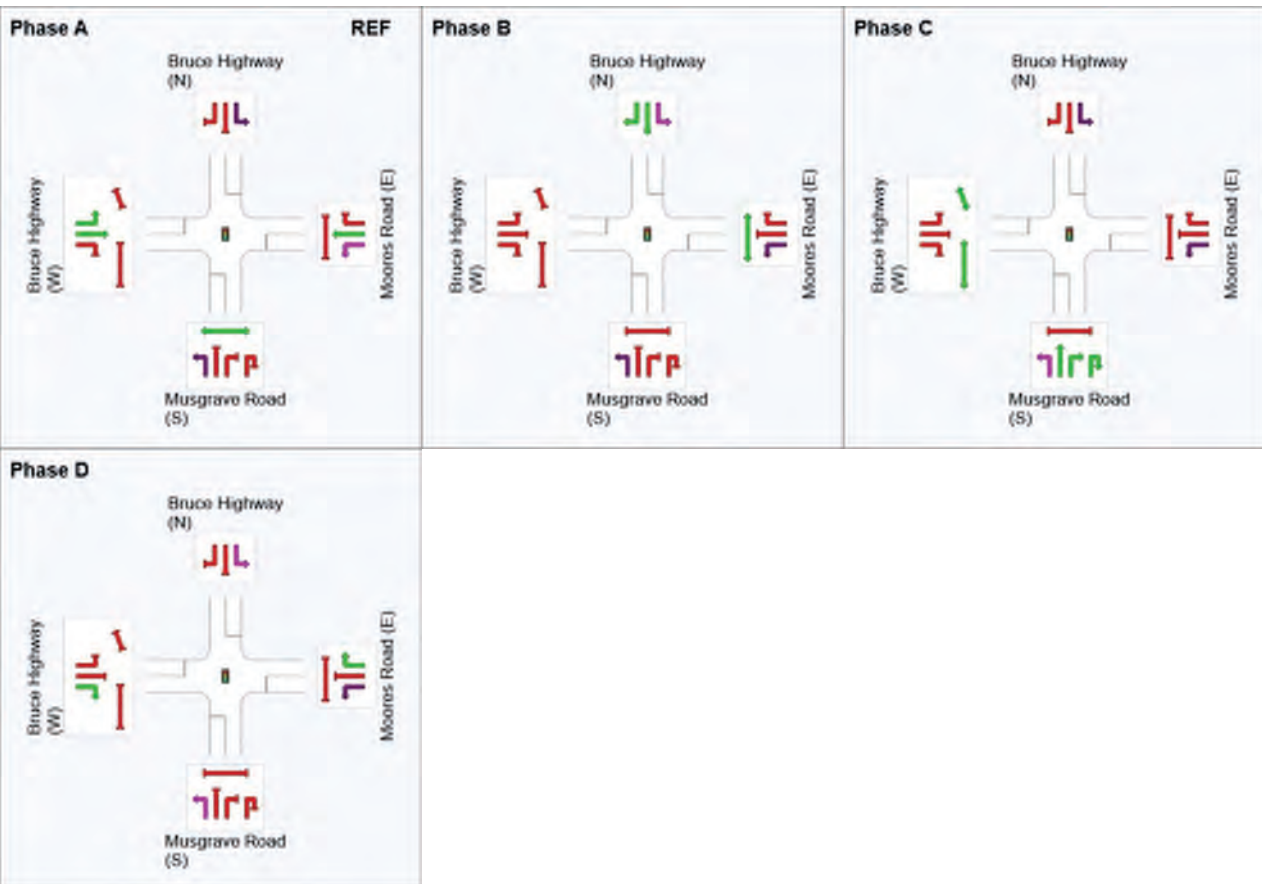 Phase A REF
Bruce Highway
(N)
Bruce Highway
(W)
Moores Road (E)
Musgrave Road
(S)
Phase B
Bruce Highway
(N)
Bruce Highway
(W)
Moores Road (E)
Musgrave Road
(S)
Phase C
Bruce Highway
(N)
Bruce Highway
(W)
Moores Road (E)
Musgrave Road
(S)
Phase D
Bruce Highway
(N)
Bruce Highway
(W)
Moores Road (E)
Musgrave Road
(S)